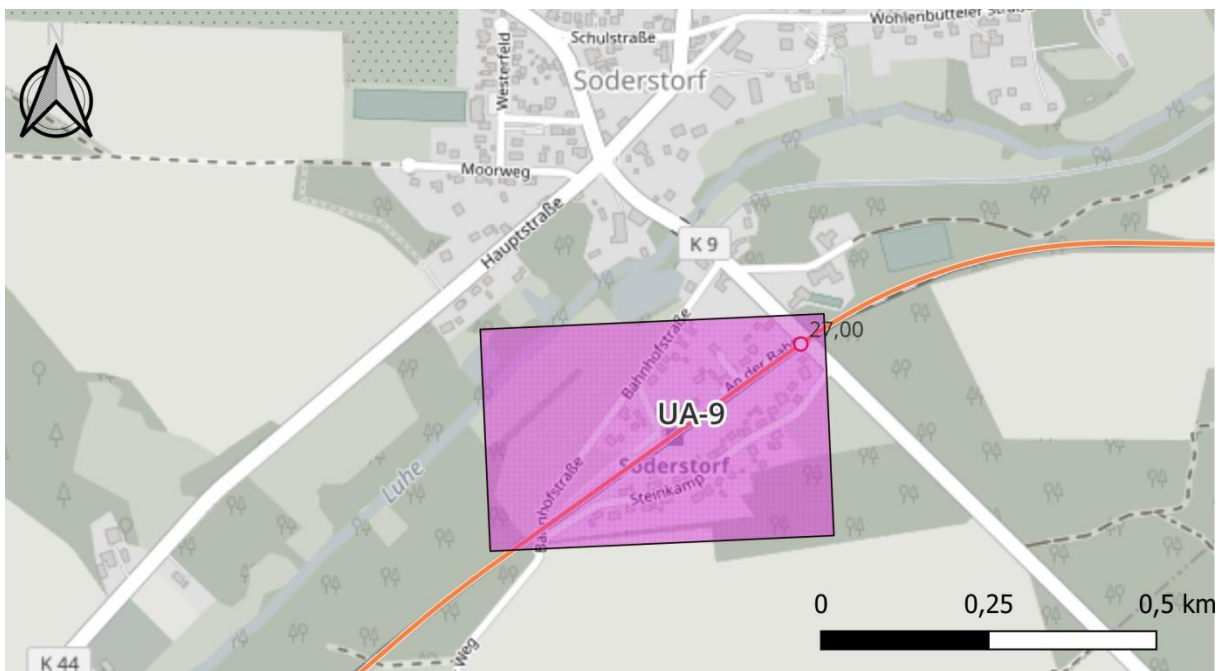 N
Wohlenbütteler
Schulstraße
Soderstorf
Westerfeld
Moorweg
Hauptstraße
K 9
27,00
Bahnhofstraße
An der Bahn
UA-9
Soderstorf
Luhe
Bahnhofstraße
Steinkamp
Bahnhofstraße
0 0,25 0,5 km
Weg
K 44